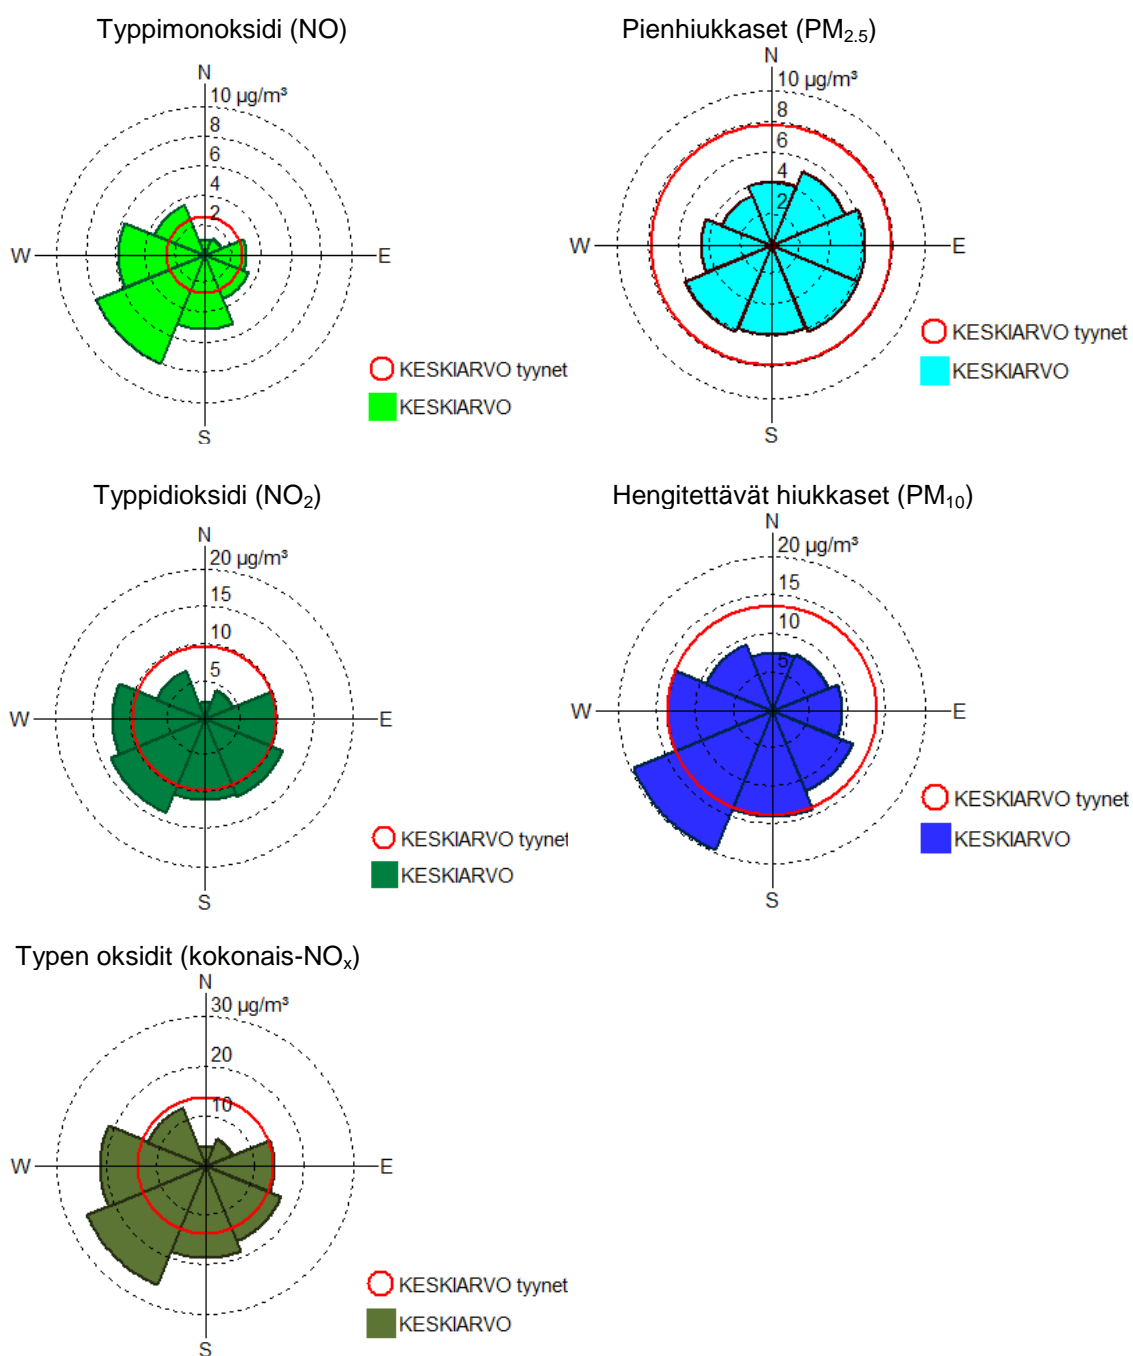 Typpimonoksidi (NO)
N
10 µg/m³
8
6
4
2
W
E
S
KESKIARVO tyynet
KESKIARVO
Pienhiukkaset (PM2.5)
N
10 µg/m³
8
6
4
2
W
E
S
KESKIARVO tyynet
KESKIARVO
Typpidioksidi (NO2)
N
20 µg/m³
15
10
5
W
E
S
KESKIARVO tyynet
KESKIARVO
Hengitettävät hiukkaset (PM10)
N
20 µg/m³
15
10
5
W
E
S
KESKIARVO tyynet
KESKIARVO
Typen oksidit (kokonais-NOx)
N
30 µg/m³
20
10
W
E
S
KESKIARVO tyynet
KESKIARVO